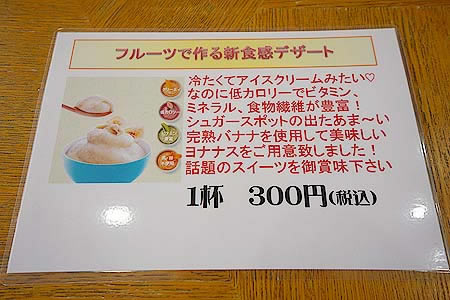 フルーツで作る新食感デザート
冷たくてアイスクリームみたい♡
なのに低カロリーでビタミン、
ミネラル、食物繊維が豊富！
シュガースポットの出たあま～い
完熟バナナを使用して美味しい
ヨナナスをご用意致しました！
話題のスイーツを御賞味下さい
1杯 300円(税込)
低カロリー